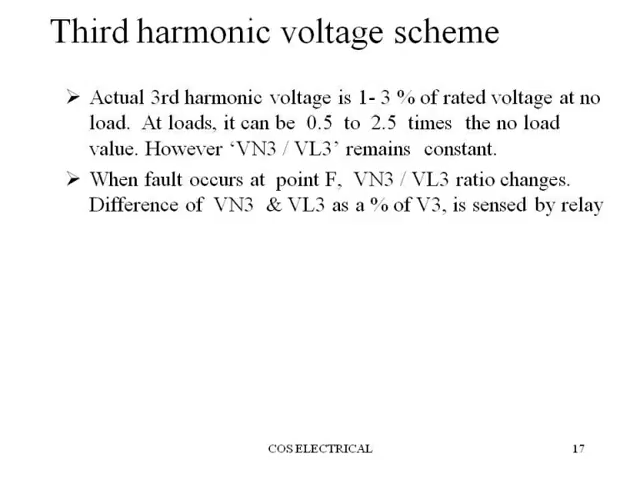 Third harmonic voltage scheme
➢ Actual 3rd harmonic voltage is 1- 3 % of rated voltage at no
load. At loads, it can be 0.5 to 2.5 times the no load
value. However ‘VN3 / VL3’ remains constant.
➢ When fault occurs at point F, VN3 / VL3 ratio changes.
Difference of VN3 & VL3 as a % of V3, is sensed by relay
COS ELECTRICAL
17